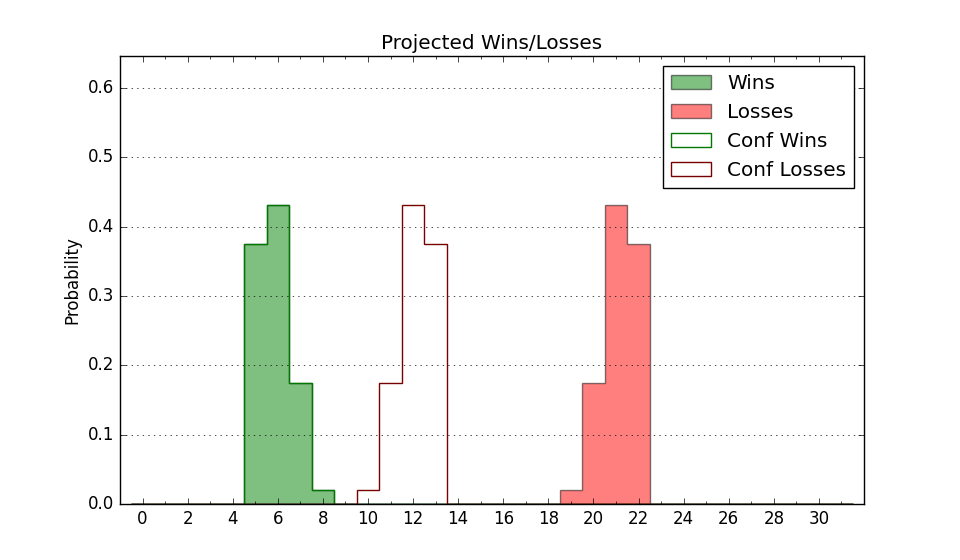 Projected Wins/Losses
Probability
0.6
0.5
0.4
0.3
0.2
0.1
0.0
Wins
Losses
Conf Wins
Conf Losses
0 2 4 6 8 10 12 14 16 18 20 22 24 26 28 30